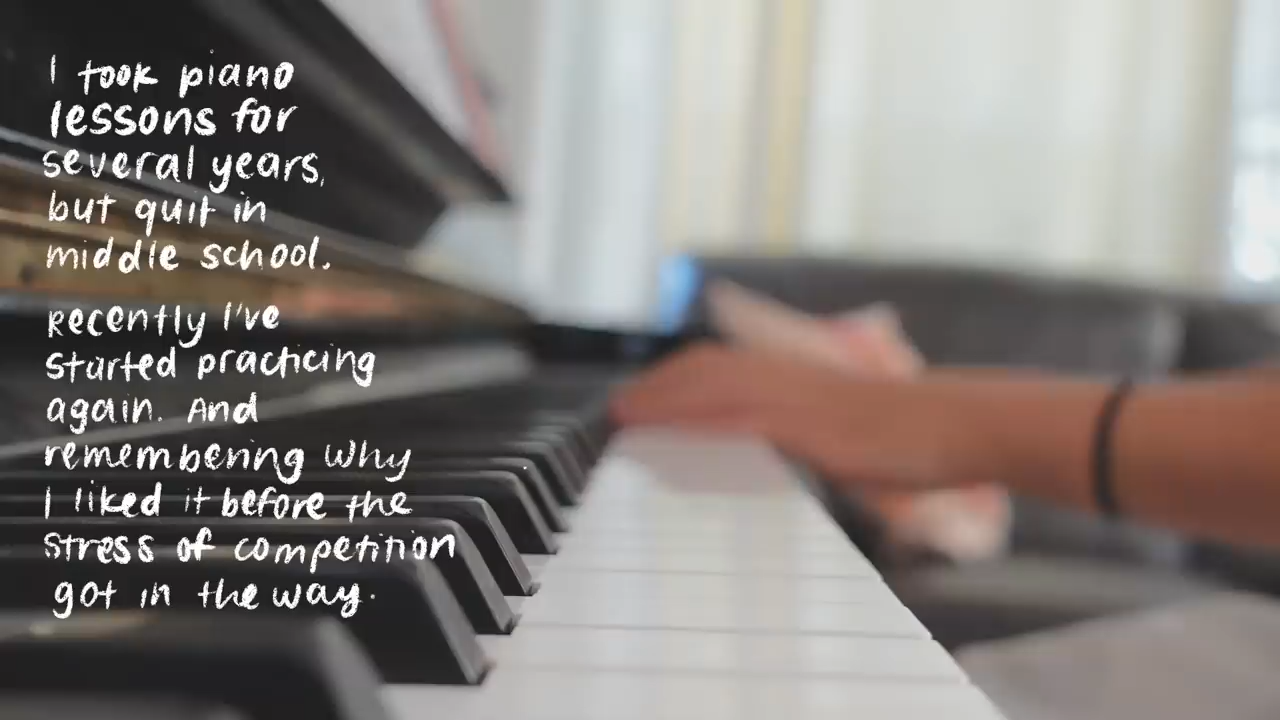 I took piano
lessons for
several years,
but quit in
middle school.
Recently I've
started practicing
again. And
remembering why
I liked it before the
stress of competition
got in the way.